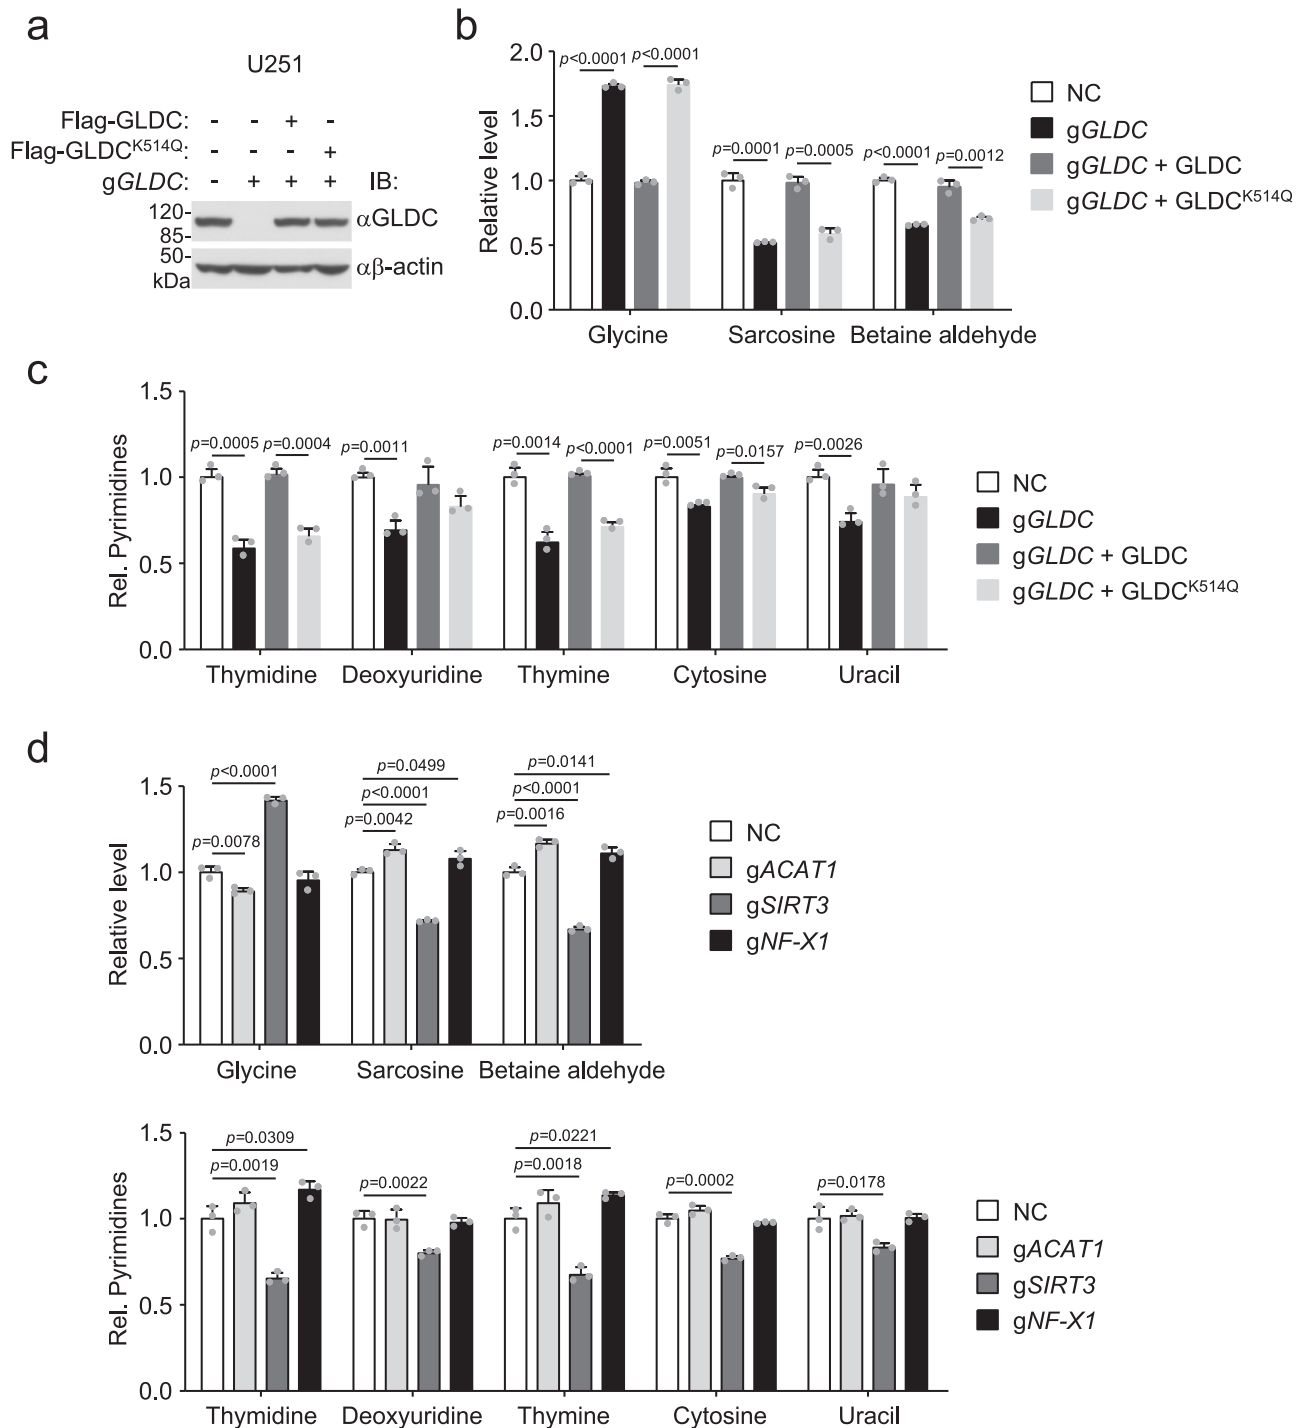 a
U251
Flag-GLDC: - - + -
Flag-GLDC^K514Q: - - - +
gGLDC: - + + + IB:
120-
85-
αGLDC
50-
kDa
αβ-actin
b
Relative level
2.0
1.5
1.0
0.5
0.0
p<0.0001 p<0.0001
p=0.0001 p=0.0005
p<0.0001 p=0.0012
Glycine Sarcosine Betaine aldehyde
NC
gGLDC
gGLDC + GLDC
gGLDC + GLDC^K514Q
c
Rel. Pyrimidines
1.5
1.0
0.5
0.0
p=0.0005 p=0.0004
p=0.0011
p=0.0014 p<0.0001
p=0.0051 p=0.0157
p=0.0026
Thymidine Deoxyuridine Thymine Cytosine Uracil
NC
gGLDC
gGLDC + GLDC
gGLDC + GLDC^K514Q
d
Relative level
1.5
1.0
0.5
0.0
p<0.0001
p=0.0078
p=0.0499
p<0.0001
p=0.0042
p=0.0141
p<0.0001
p=0.0016
Glycine Sarcosine Betaine aldehyde
NC
gACAT1
gSIRT3
gNF-X1
Rel. Pyrimidines
1.5
1.0
0.5
0.0
p=0.0309
p=0.0019
p=0.0022
p=0.0221
p=0.0018
p=0.0002
p=0.0178
Thymidine Deoxyuridine Thymine Cytosine Uracil
NC
gACAT1
gSIRT3
gNF-X1